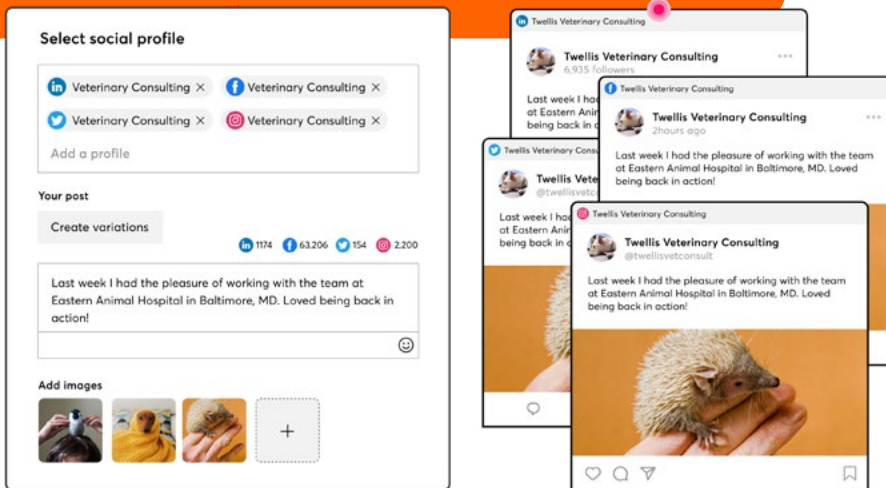 Select social profile
Veterinary Consulting ×
Veterinary Consulting ×
Veterinary Consulting ×
Veterinary Consulting ×
Add a profile
Your post
Create variations
1174
63,206
154
2,200
Last week I had the pleasure of working with the team at
Eastern Animal Hospital in Baltimore, MD. Loved being back in
action!
Add images
+
Twellis Veterinary Consulting
Twellis Veterinary Consulting
6,935 followers
Last week I had
at Eastern Anim
being back in
Twellis Veterinary Consulting
Twellis Veterinary Consulting
2hours ago
Last week I had the pleasure of working with the team
at Eastern Animal Hospital in Baltimore, MD. Loved
being back in action!
Twellis Veterinary Consu
Twellis Vete
@twellisvetc
Last week I had
at Eastern Anim
being back in
Twellis Veterinary Consulting
Twellis Veterinary Consulting
@twellisvetconsult
Last week I had the pleasure of working with the team
at Eastern Animal Hospital in Baltimore, MD. Loved
being back in action!